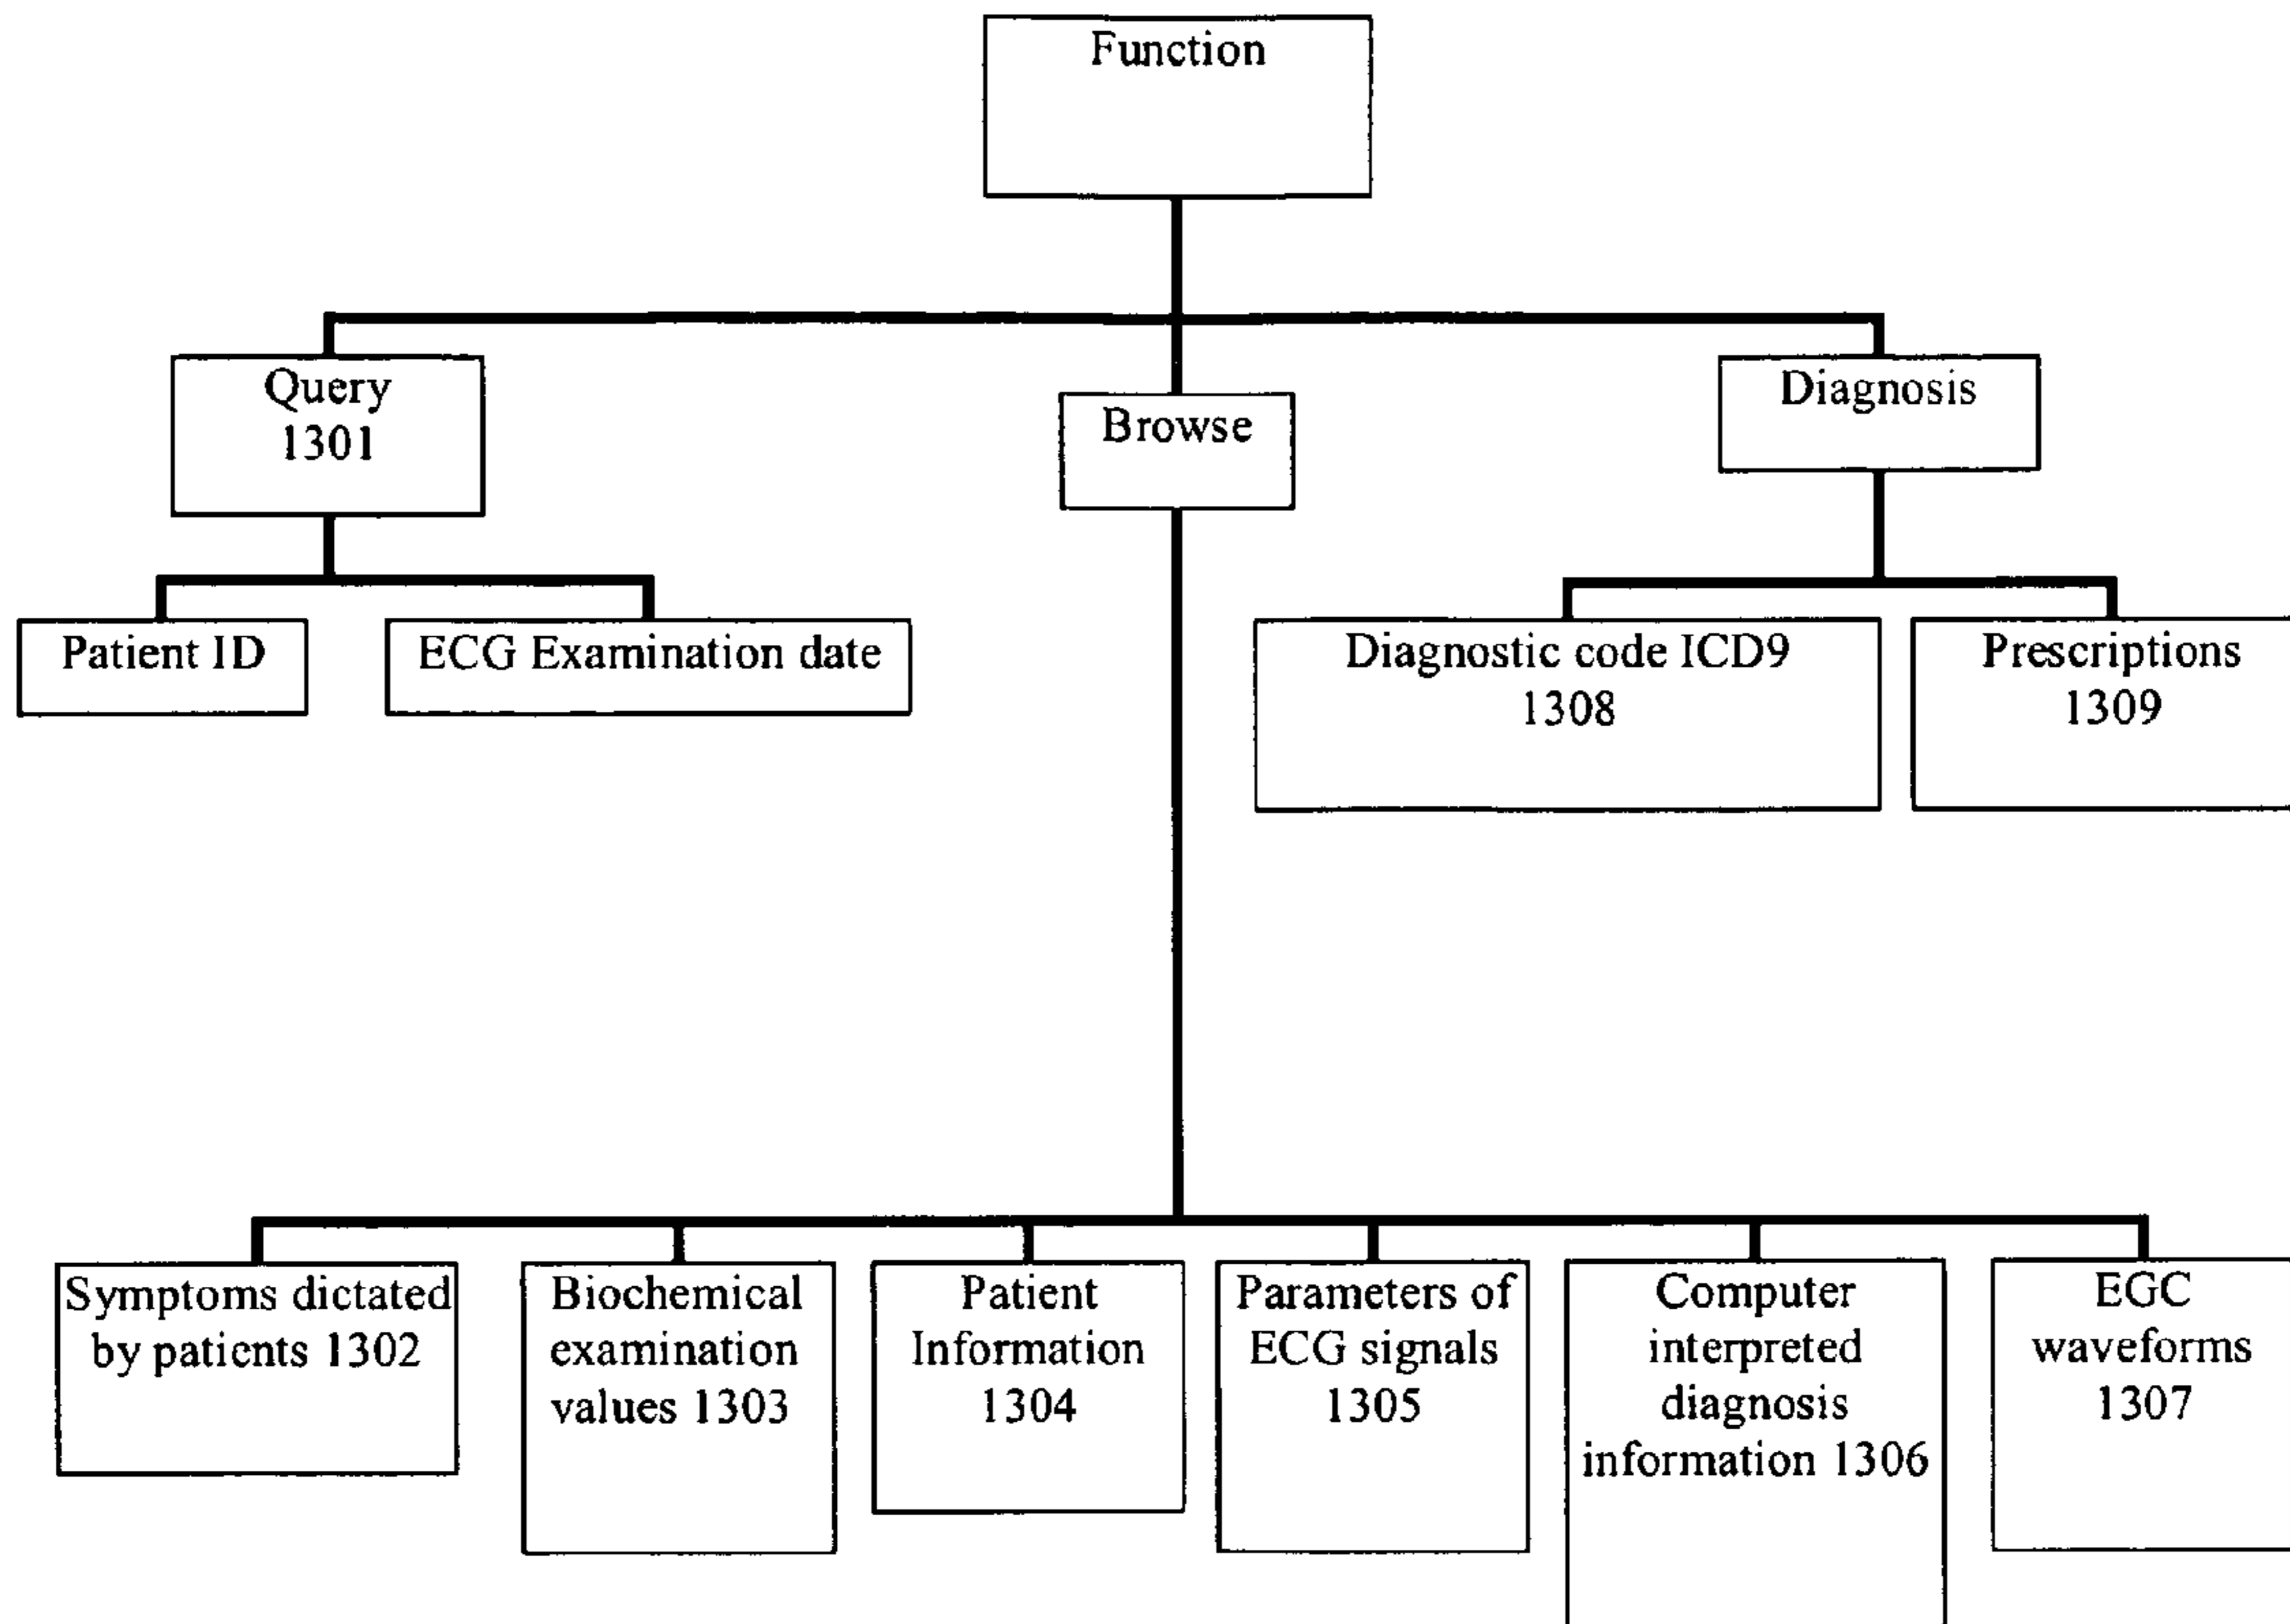 Function
Query
1301
Browse
Diagnosis
Patient ID
ECG Examination date
Diagnostic code ICD9
1308
Prescriptions
1309
Symptoms dictated
by patients 1302
Biochemical
examination
values 1303
Patient
Information
1304
Parameters of
ECG signals
1305
Computer
interpreted
diagnosis
information 1306
EGC
waveforms
1307